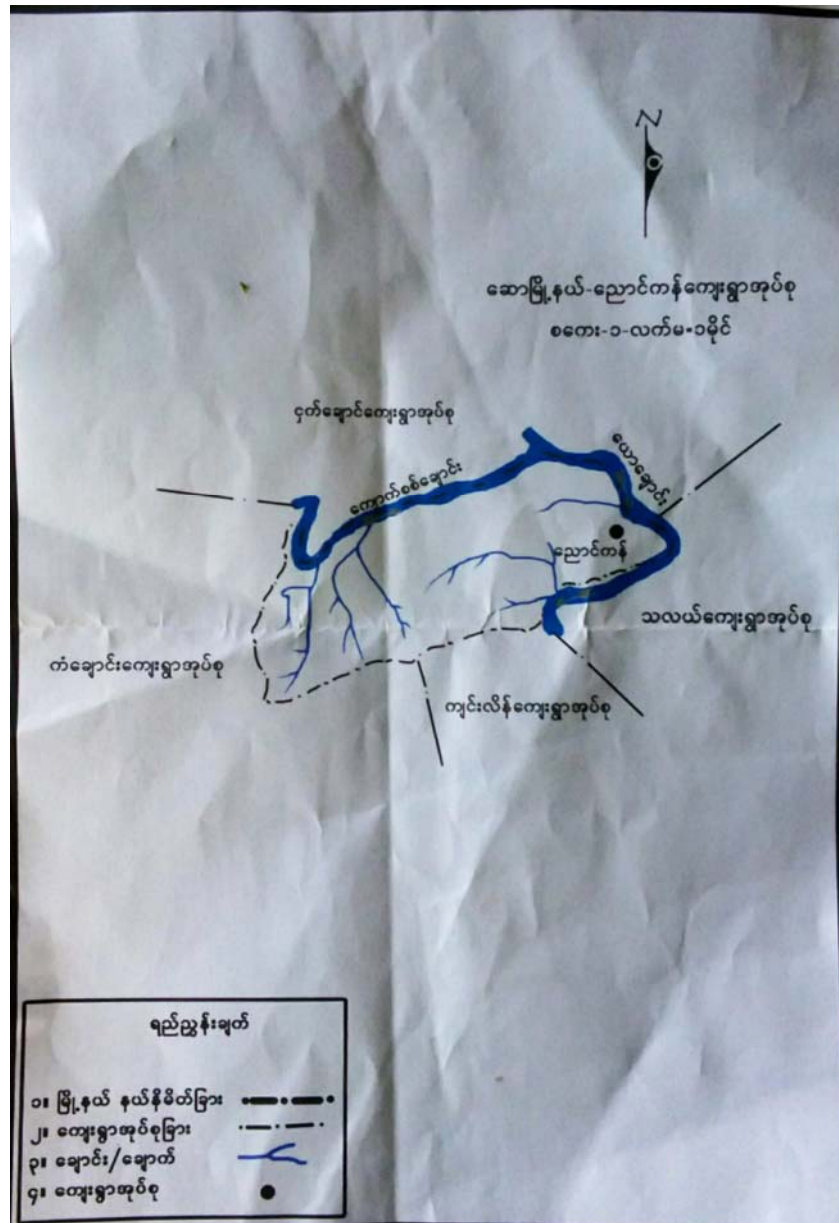 N
ဆောမြို့နယ်-ညောင်ကန်ကျေးရွာအုပ်စု
စကေး-၁-လက်မ=၁မိုင်
ငှက်ချောင်ကျေးရွာအုပ်စု
ယောချောင်း
ကျောက်စစ်ချောင်း
ညောင်ကန်
သလယ်ကျေးရွာအုပ်စု
ကံချောင်းကျေးရွာအုပ်စု
ကျင်းလိန်ကျေးရွာအုပ်စု
ရည်ညွှန်းချက်
၁။ မြို့နယ် နယ်နိမိတ်ခြား
၂။ ကျေးရွာအုပ်စုခြား
၃။ ချောင်း/ချောက်
၄။ ကျေးရွာအုပ်စု